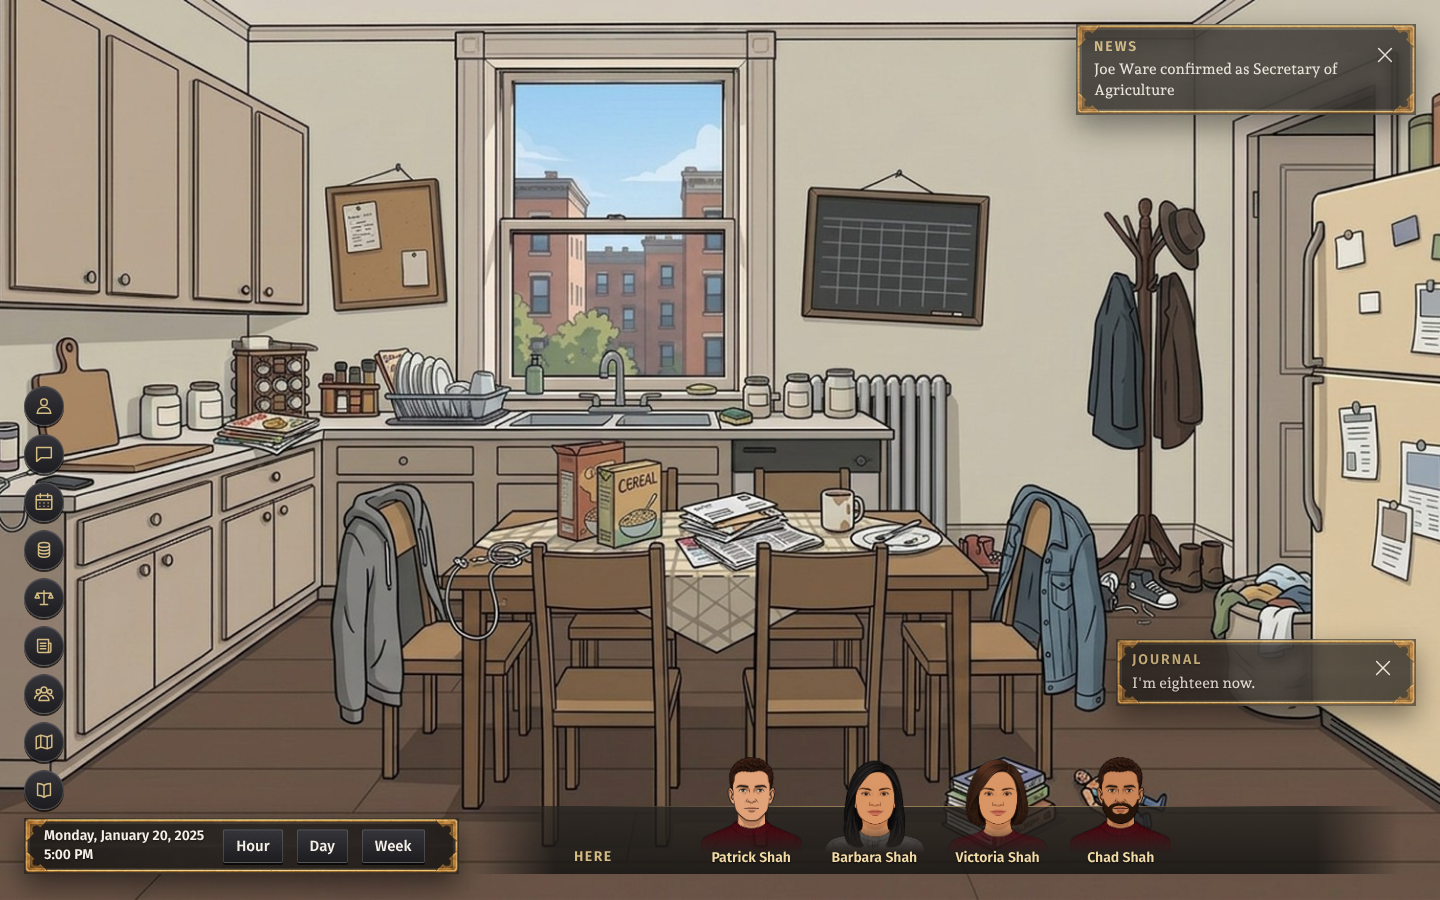 NEWS
Joe Ware confirmed as Secretary of
Agriculture
CEREAL
JOURNAL
I'm eighteen now.
Monday, January 20, 2025
5:00 PM
Hour
Day
Week
HERE
Patrick Shah
Barbara Shah
Victoria Shah
Chad Shah